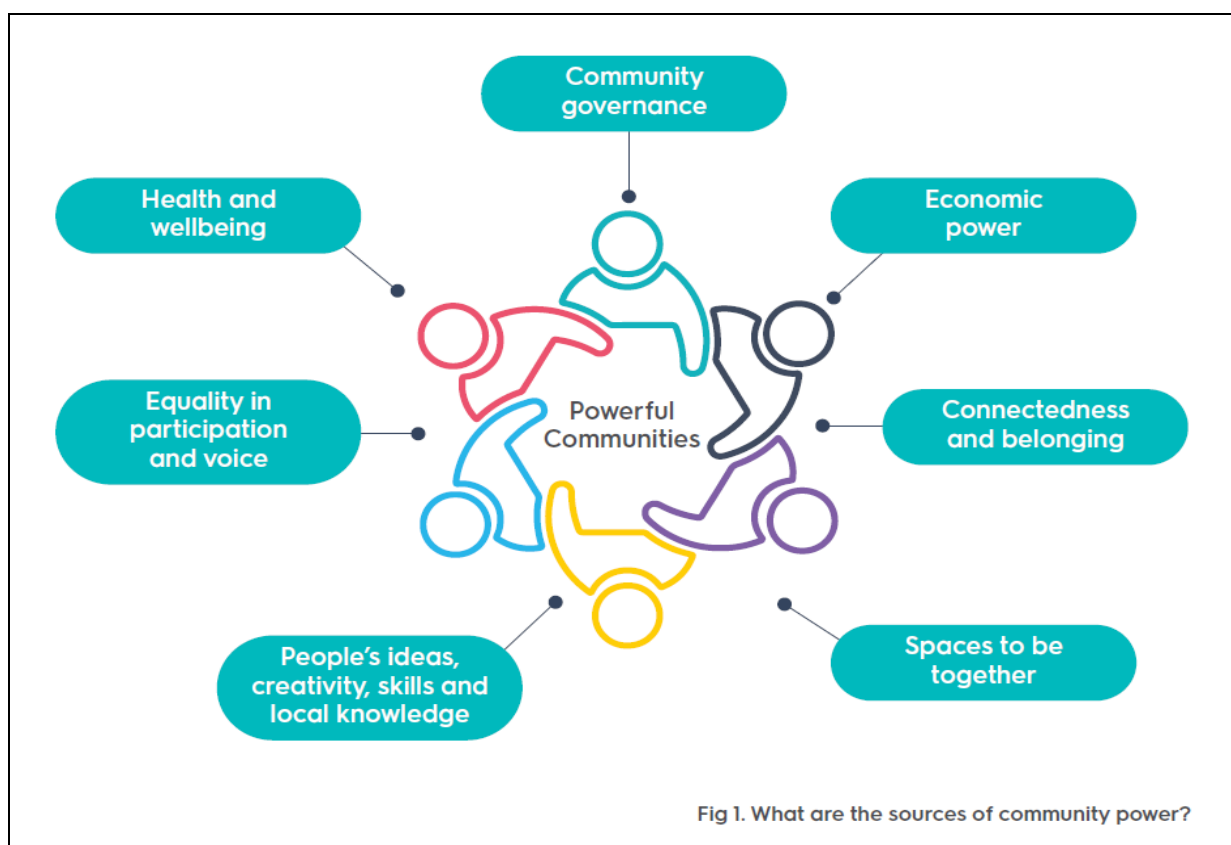 Community
governance
Health and
wellbeing
Economic
power
Equality in
participation
and voice
Powerful
Communities
Connectedness
and belonging
People's ideas,
creativity, skills and
local knowledge
Spaces to be
together
Fig 1. What are the sources of community power?